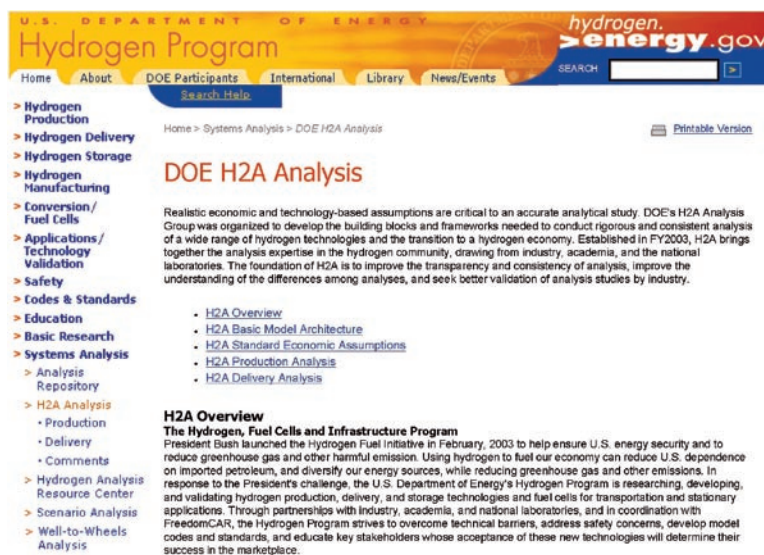 U.S. DEPARTMENT OF ENERGY
Hydrogen Program
hydrogen.
>energy.gov
Home
About
DOE Participants
International
Library
News/Events
SEARCH
>
Search Help
> Hydrogen
Production
> Hydrogen Delivery
> Hydrogen Storage
> Hydrogen
Manufacturing
> Conversion/
Fuel Cells
> Applications/
Technology
Validation
> Safety
> Codes & Standards
> Education
> Basic Research
> Systems Analysis
> Analysis
Repository
> H2A Analysis
• Production
• Delivery
• Comments
> Hydrogen Analysis
Resource Center
> Scenario Analysis
> Well-to-Wheels
Analysis
Home > Systems Analysis > DOE H2A Analysis
Printable Version
DOE H2A Analysis
Realistic economic and technology-based assumptions are critical to an accurate analytical study. DOE's H2A Analysis
Group was organized to develop the building blocks and frameworks needed to conduct rigorous and consistent analysis
of a wide range of hydrogen technologies and the transition to a hydrogen economy. Established in FY2003, H2A brings
together the analysis expertise in the hydrogen community, drawing from industry, academia, and the national
laboratories. The foundation of H2A is to improve the transparency and consistency of analysis, improve the
understanding of the differences among analyses, and seek better validation of analysis studies by industry.
• H2A Overview
• H2A Basic Model Architecture
• H2A Standard Economic Assumptions
• H2A Production Analysis
• H2A Delivery Analysis
H2A Overview
The Hydrogen, Fuel Cells and Infrastructure Program
President Bush launched the Hydrogen Fuel Initiative in February, 2003 to help ensure U.S. energy security and to
reduce greenhouse gas and other harmful emission. Using hydrogen to fuel our economy can reduce U.S. dependence
on imported petroleum, and diversify our energy sources, while reducing greenhouse gas and other emissions. In
response to the President's challenge, the U.S. Department of Energy's Hydrogen Program is researching, developing,
and validating hydrogen production, delivery, and storage technologies and fuel cells for transportation and stationary
applications. Through partnerships with industry, academia, and national laboratories, and in coordination with
FreedomCAR, the Hydrogen Program strives to overcome technical barriers, address safety concerns, develop model
codes and standards, and educate key stakeholders whose acceptance of these new technologies will determine their
success in the marketplace.